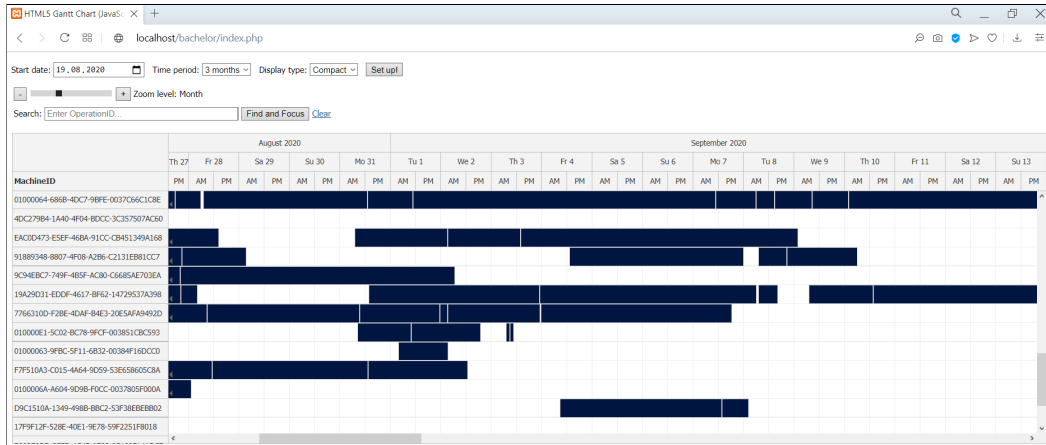 HTML5 Gantt Chart (JavaSc
localhost/bachelor/index.php
Start date: 19.08.2020 Time period: 3 months Display type: Compact Set up!
- + Zoom level: Month
Search: Enter OperationID... Find and Focus Clear
August 2020 September 2020
Th 27 Fr 28 Sa 29 Su 30 Mo 31 Tu 1 We 2 Th 3 Fr 4 Sa 5 Su 6 Mo 7 Tu 8 We 9 Th 10 Fr 11 Sa 12 Su 13
MachineID PM AM PM AM PM AM PM AM PM AM PM AM PM AM PM AM PM AM PM AM PM AM PM AM PM AM PM AM PM AM PM AM PM AM PM
01000064-686B-4DC7-9BFE-0037C66C1C8E
4DC279B4-1A40-4F04-BDCC-3C357507AC60
EAC0D473-E5EF-46BA-91CC-CB451349A168
91889348-8807-4F08-A2B6-C2131EB81CC7
9C94EBC7-749F-4B5F-AC80-C6685AE703EA
19A29D31-EDDF-4617-BF62-14729537A398
7766310D-F2BE-4DAF-B4E3-20E5AFA9492D
010000E1-5C02-BC78-9FCF-003851CBC593
01000063-9FBC-5F11-6B32-00384F16DCC0
F7F510A3-C015-4A64-9D59-53E658605C8A
0100006A-A604-9D9B-F0CC-0037805F000A
D9C1510A-1349-498B-BBC2-53F38EBEBB02
17F9F12F-528E-40E1-9E78-59F2251F8018